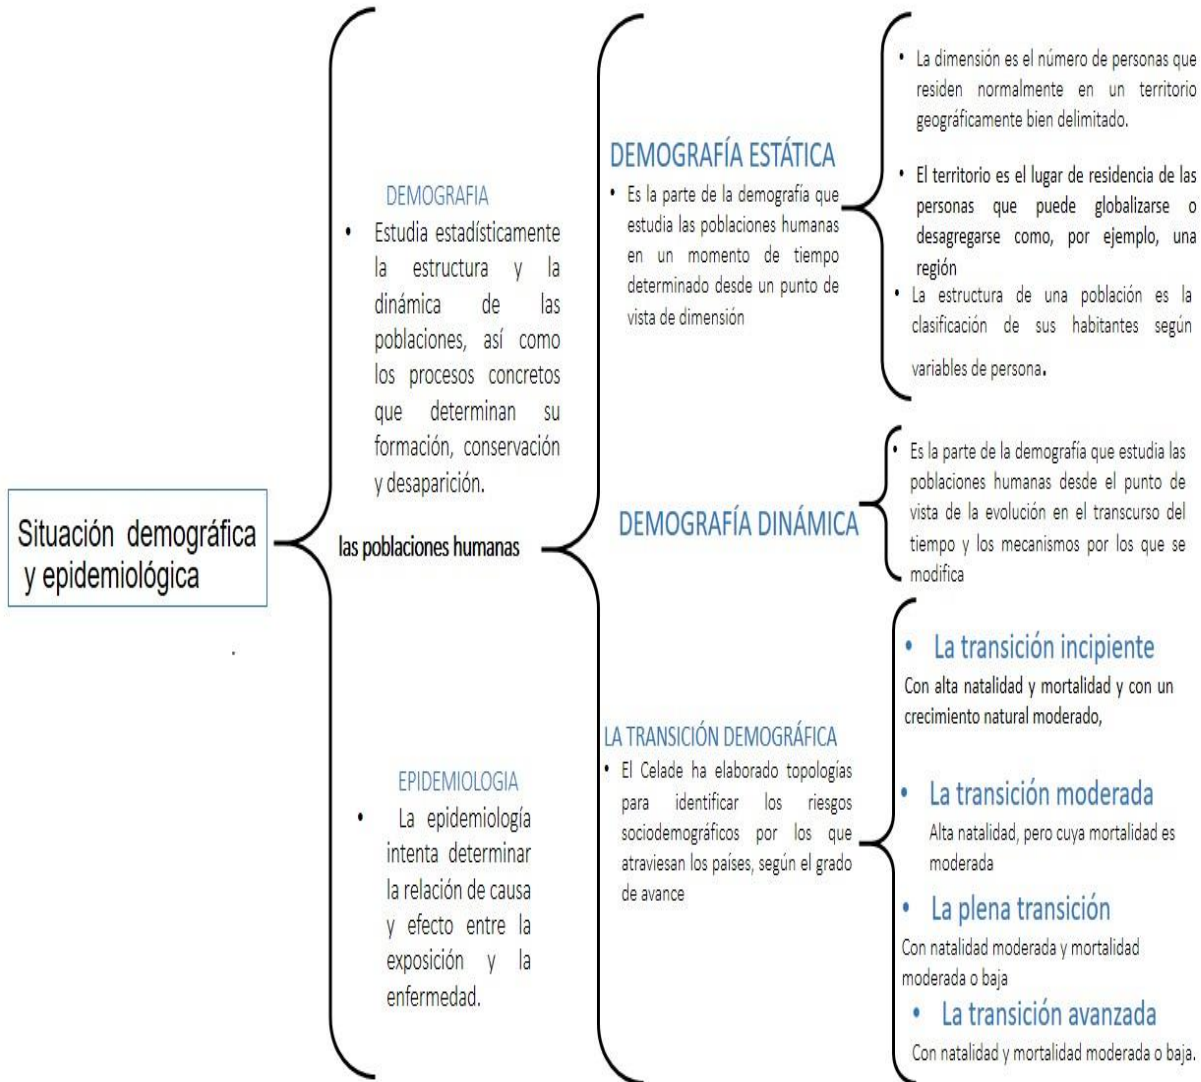 Situación demográfica
y epidemiológica
.
DEMOGRAFIA
• Estudia estadísticamente
la estructura y la
dinámica de las
poblaciones, así como
los procesos concretos
que determinan su
formación, conservación
y desaparición.
las poblaciones humanas
EPIDEMIOLOGIA
• La epidemiología
intenta determinar
la relación de causa
y efecto entre la
exposición y la
enfermedad.
DEMOGRAFÍA ESTÁTICA
• Es la parte de la demografía que
estudia las poblaciones humanas
en un momento de tiempo
determinado desde un punto de
vista de dimensión
• La dimensión es el número de personas que
residen normalmente en un territorio
geográficamente bien delimitado.
• El territorio es el lugar de residencia de las
personas que puede globalizarse o
desagregarse como, por ejemplo, una
región
• La estructura de una población es la
clasificación de sus habitantes según
variables de persona.
DEMOGRAFÍA DINÁMICA
• Es la parte de la demografía que estudia las
poblaciones humanas desde el punto de
vista de la evolución en el transcurso del
tiempo y los mecanismos por los que se
modifica
LA TRANSICIÓN DEMOGRÁFICA
• El Celade ha elaborado topologías
para identificar los riesgos
sociodemográficos por los que
atraviesan los países, según el grado
de avance
• La transición incipiente
Con alta natalidad y mortalidad y con un
crecimiento natural moderado,
• La transición moderada
Alta natalidad, pero cuya mortalidad es
moderada
• La plena transición
Con natalidad moderada y mortalidad
moderada o baja
• La transición avanzada
Con natalidad y mortalidad moderada o baja.